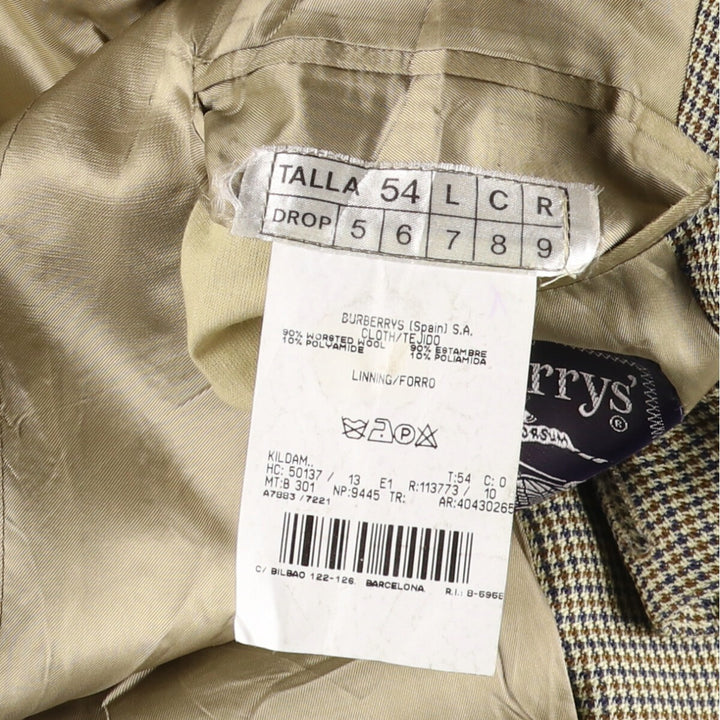 TALLA 54 L C R
DROP 5 6 7 8 9
BURBERRYS (Spain) S.A.
CLOTH/TEJIDO
90% WORSTED WOOL 90% ESTAMBRE
10% POLYAMIDE 10% POLIAMIDA
LINNING/FORRO
P
KILDAM.. T:54 C: 0
HC: 50137 / 13 E1 R:113773 / 10
MT:B 301 NP:9445 TR: AR:40430265
A7883 /7221
C/ BILBAO 122-126. BARCELONA R.I.: B-5958
rrys'
®